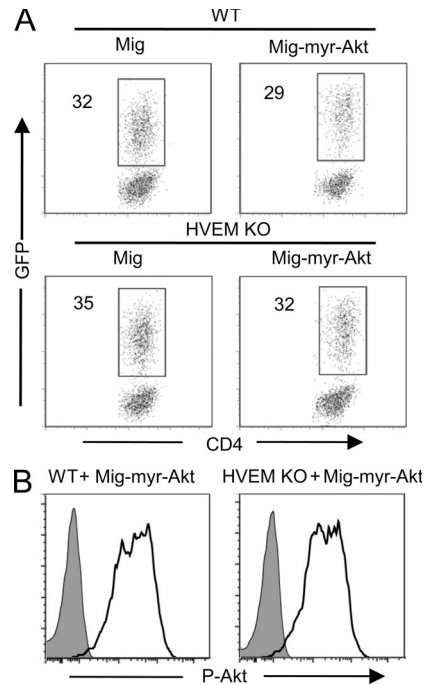 A
WT
Mig
Mig-myr-Akt
32
29
HVEM KO
Mig
Mig-myr-Akt
35
32
GFP
CD4
B
WT+ Mig-myr-Akt
HVEM KO+Mig-myr-Akt
P-Akt